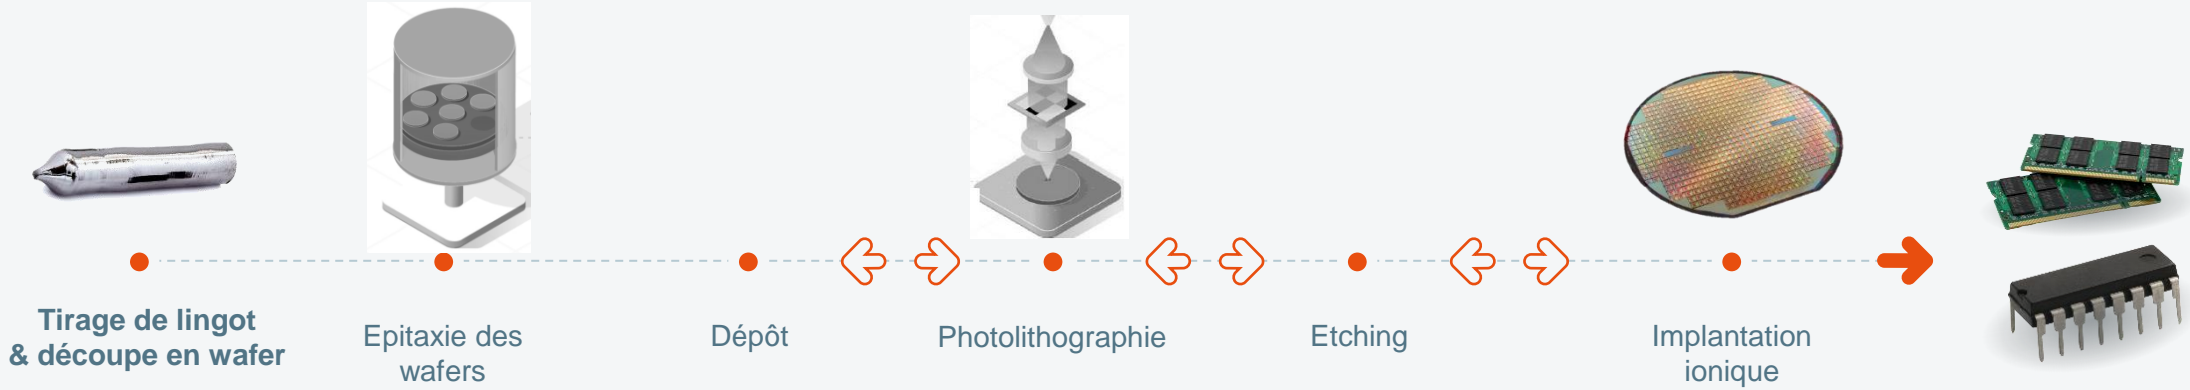 Tirage de lingot
& découpe en wafer
Epitaxie des
wafers
Dépôt
Photolithographie
Etching
Implantation
ionique